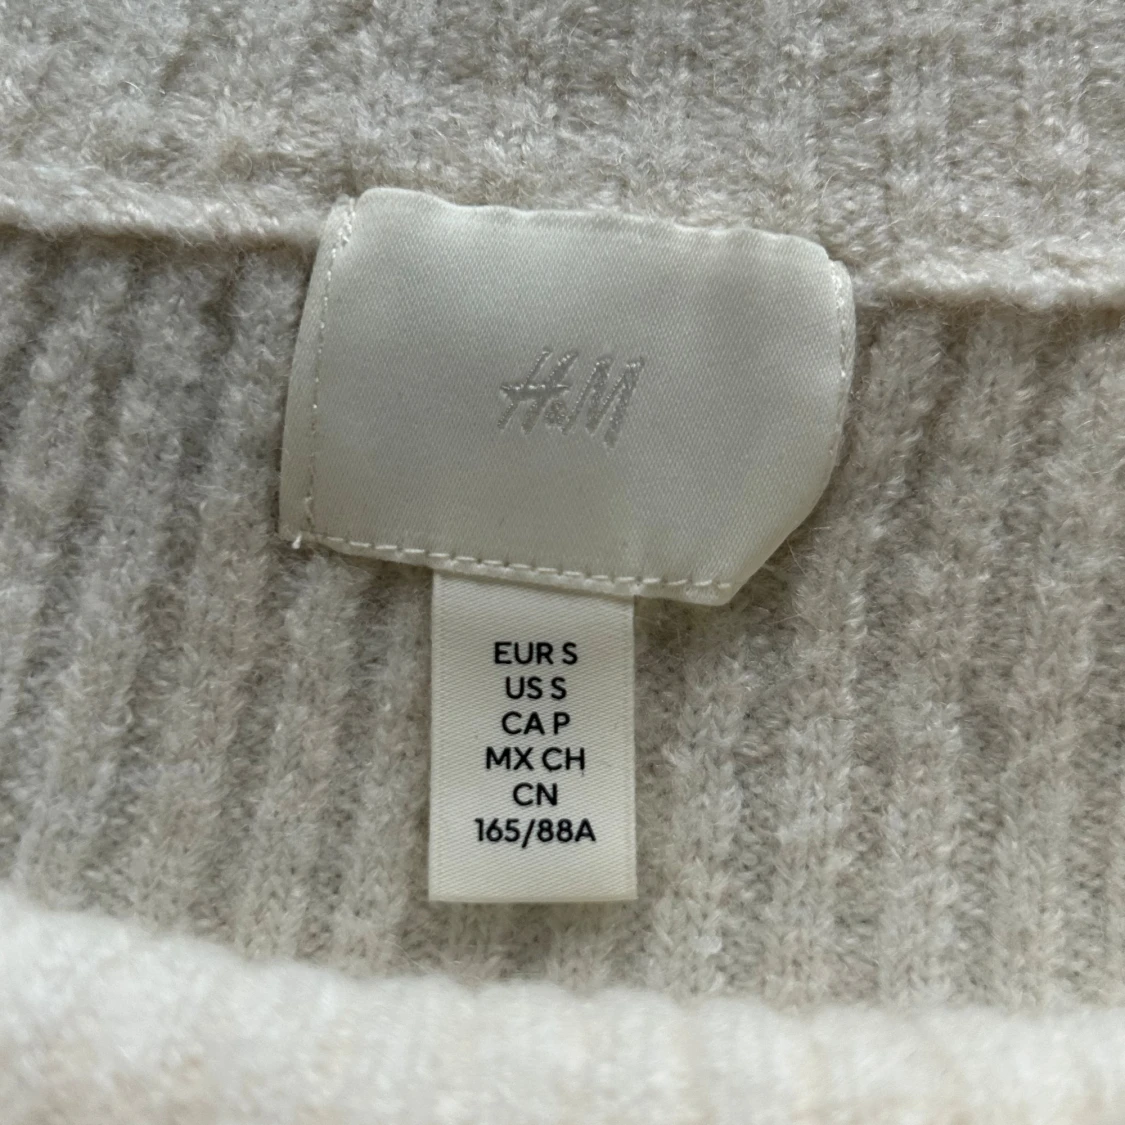 H&M
EUR S
US S
CA P
MX CH
CN
165/88A